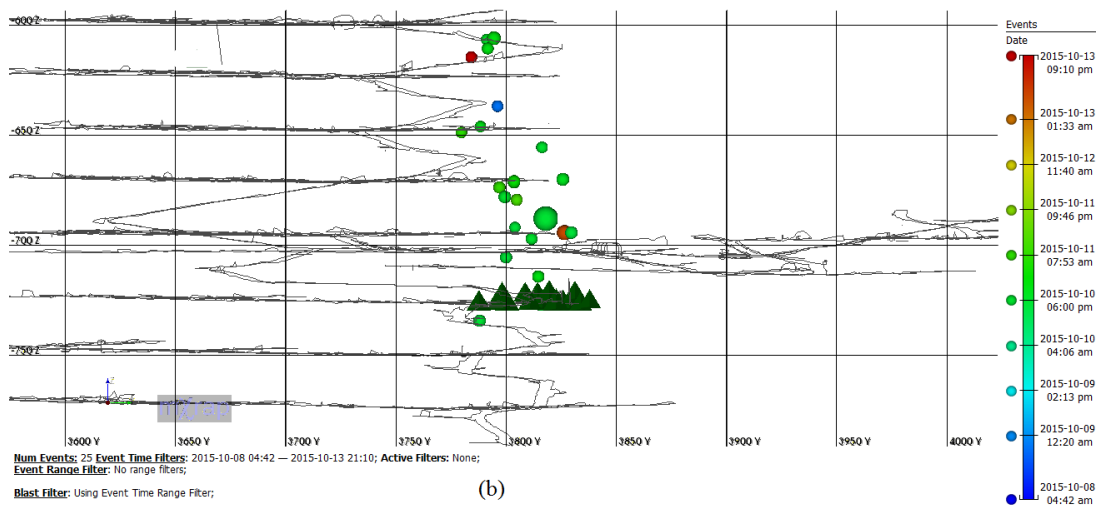 Events
Date
2015-10-13
09:10 pm
2015-10-13
01:33 am
2015-10-12
11:40 am
2015-10-11
09:46 pm
2015-10-11
07:53 am
2015-10-10
06:00 pm
2015-10-10
04:06 am
2015-10-09
02:13 pm
2015-10-09
12:20 am
2015-10-08
04:42 am
-600 Z
-650 Z
-700 Z
-750 Z
Z
3600 Y 3650 Y 3700 Y 3750 Y 3800 Y 3850 Y 3900 Y 3950 Y 4000 Y
Num Events: 25 Event Time Filters: 2015-10-08 04:42 — 2015-10-13 21:10; Active Filters: None;
Event Range Filter: No range filters;
Blast Filter: Using Event Time Range Filter;
(b)